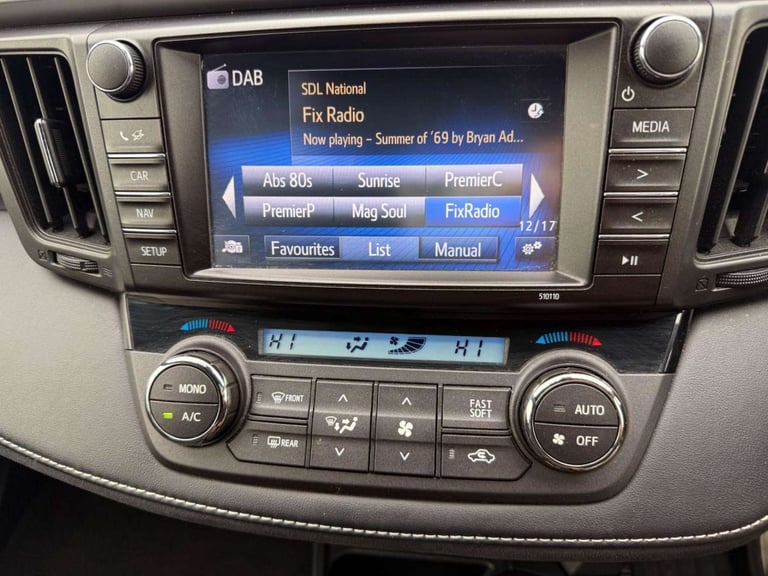 DAB
SDL National
Fix Radio
Now playing – Summer of '69 by Bryan Ad...
Abs 80s Sunrise PremierC
PremierP Mag Soul FixRadio
12/17
Favourites List Manual
CAR
NAV
SETUP
MEDIA
>
<
510110
HI HI
MONO
A/C
FRONT
REAR
FAST
SOFT
AUTO
OFF